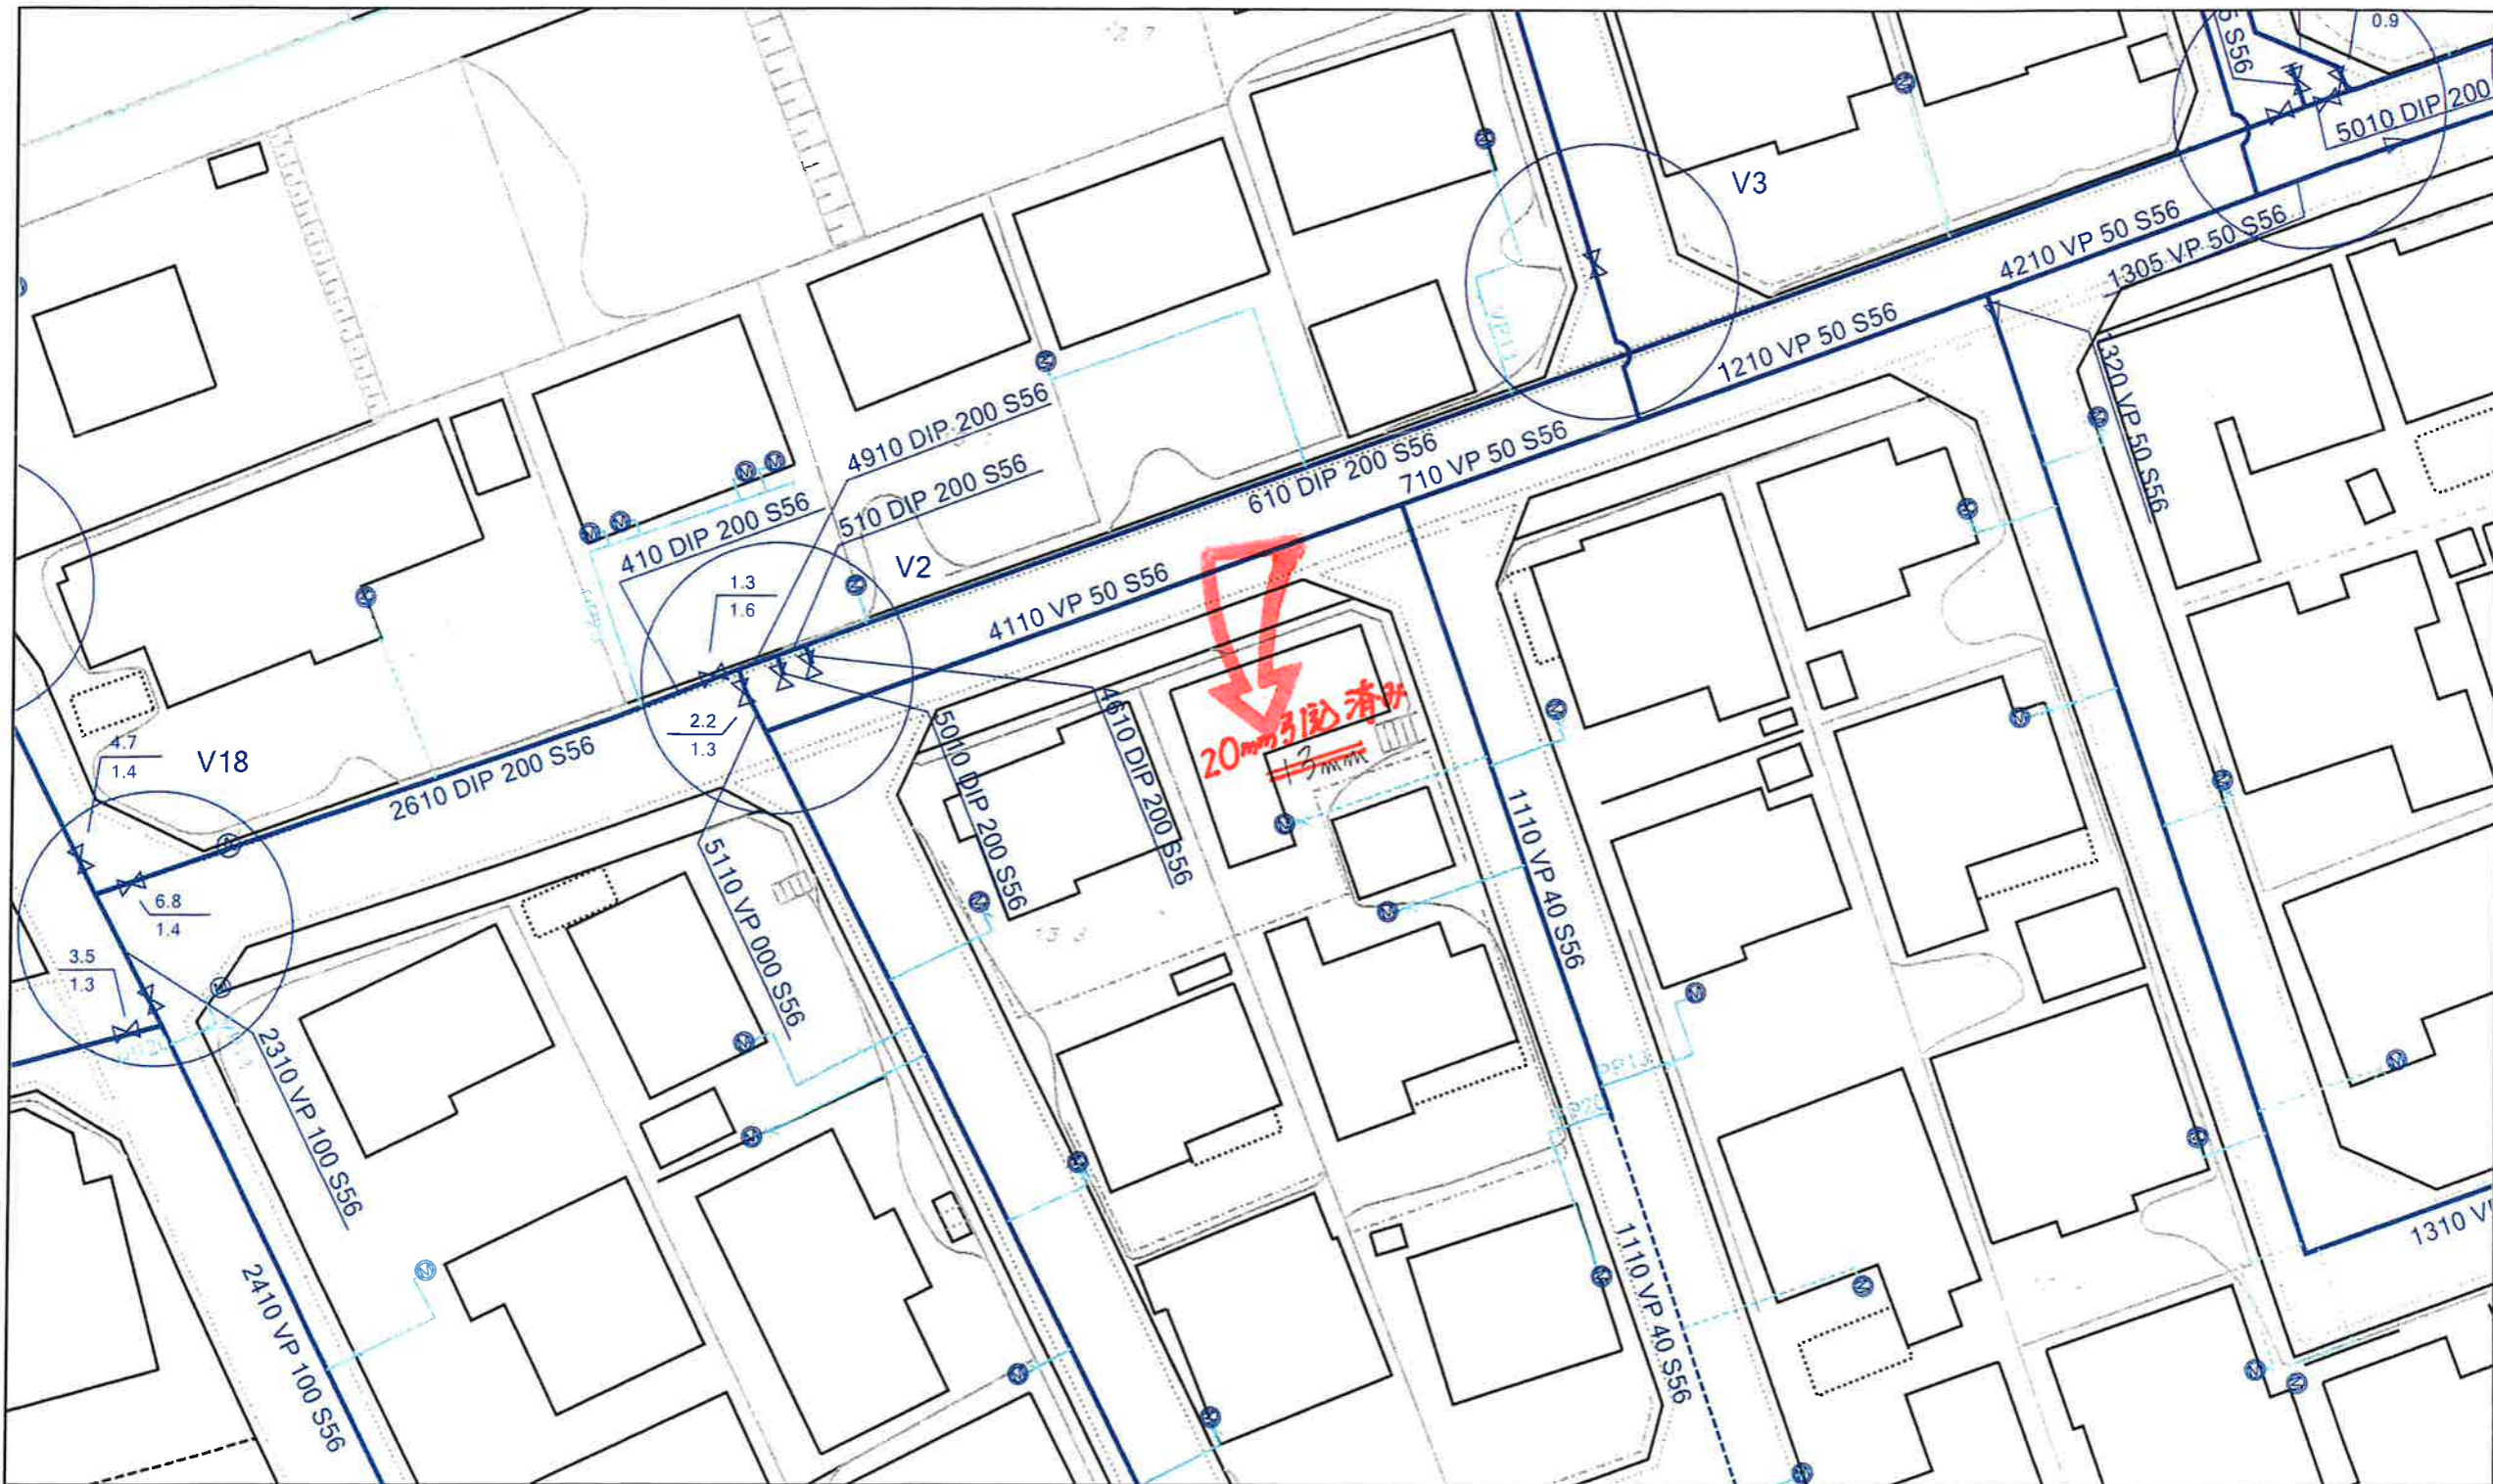 0.9
5 S56
5010 DIP 200
V3
4210 VP 50 S56
1305 VP 50 S56
1210 VP 50 S56
1320 VP 50 S56
4910 DIP 200 S56
510 DIP 200 S56
410 DIP 200 S56
610 DIP 200 S56
710 VP 50 S56
V2
1.3
1.6
4110 VP 50 S56
2.2
1.3
20mm引込済み
13mm
4.7
1.4
V18
2610 DIP 200 S56
5010 DIP 200 S56
4610 DIP 200 S56
5110 VP 000 S56
1110 VP 40 S56
6.8
1.4
3.5
1.3
2310 VP 100 S56
2410 VP 100 S56
1110 VP 40 S56
1310 V